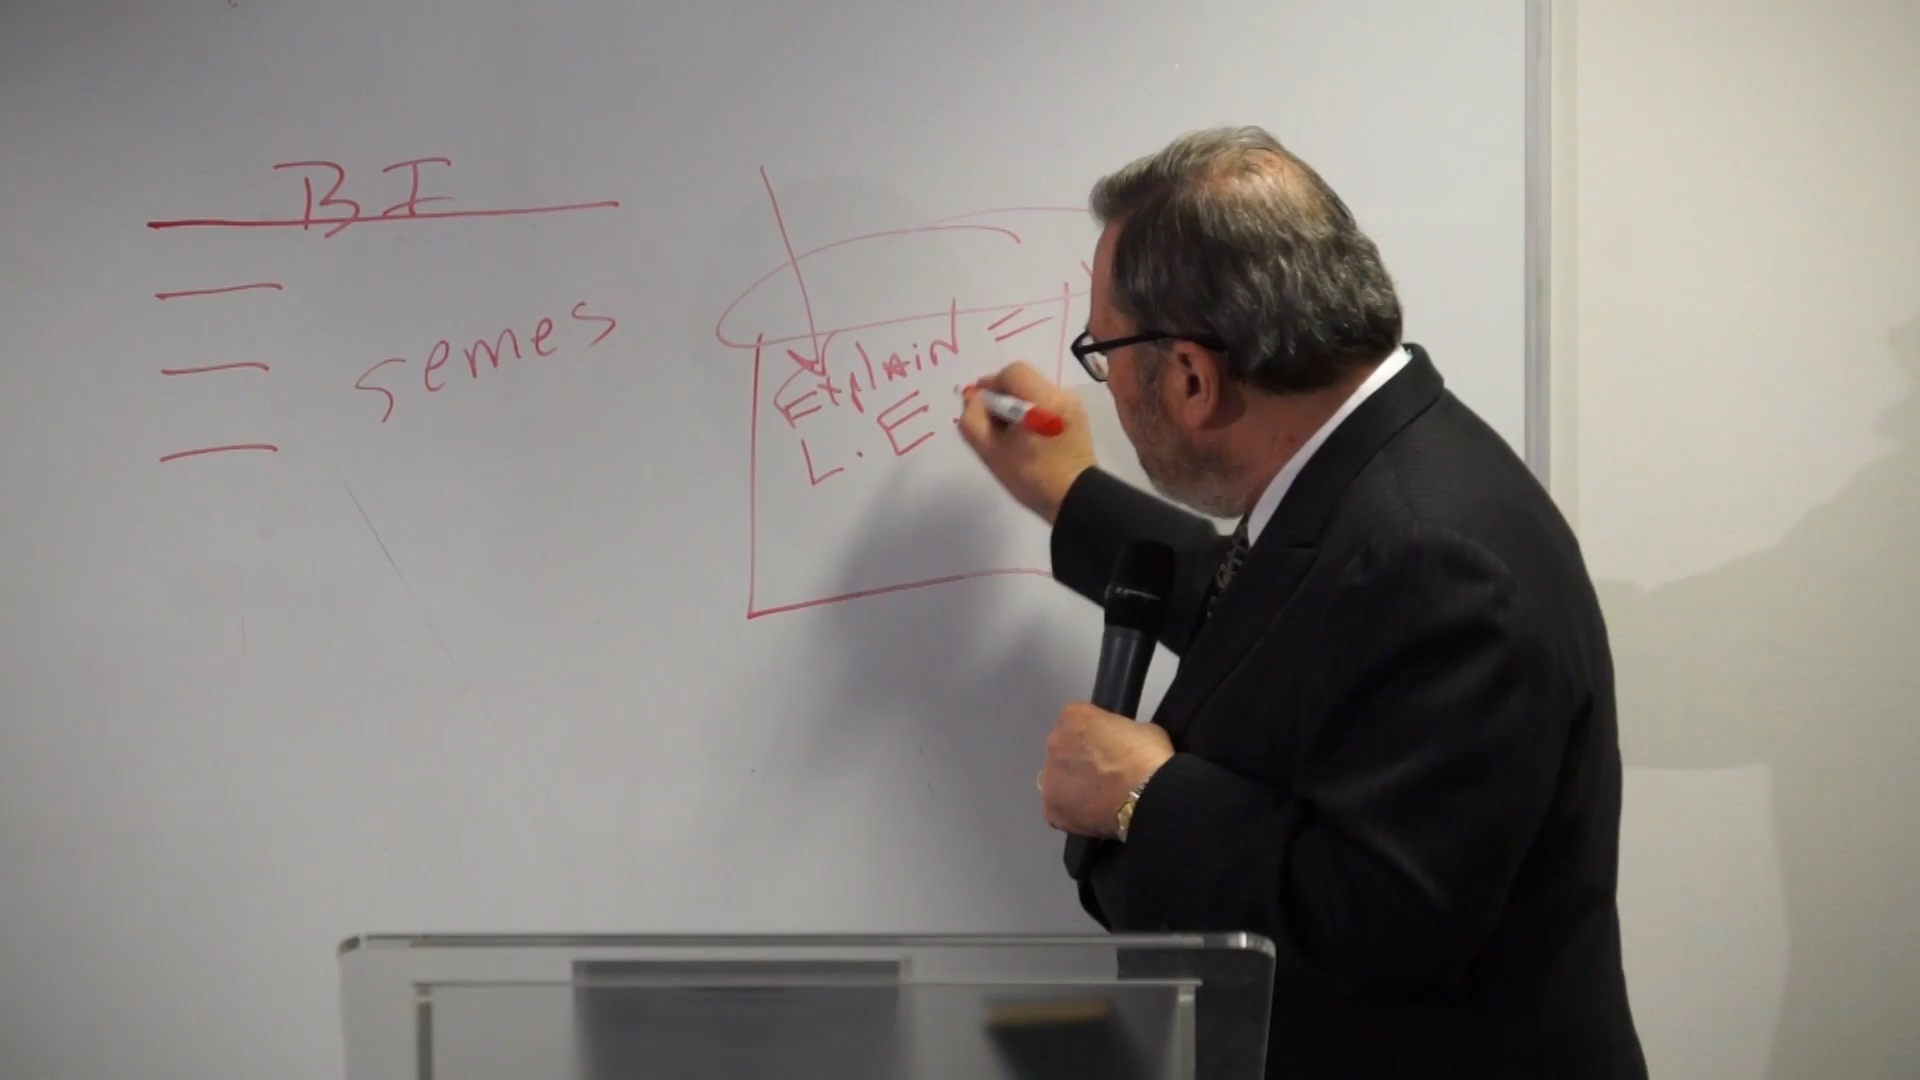 BI
semes
Explain =
L. E.